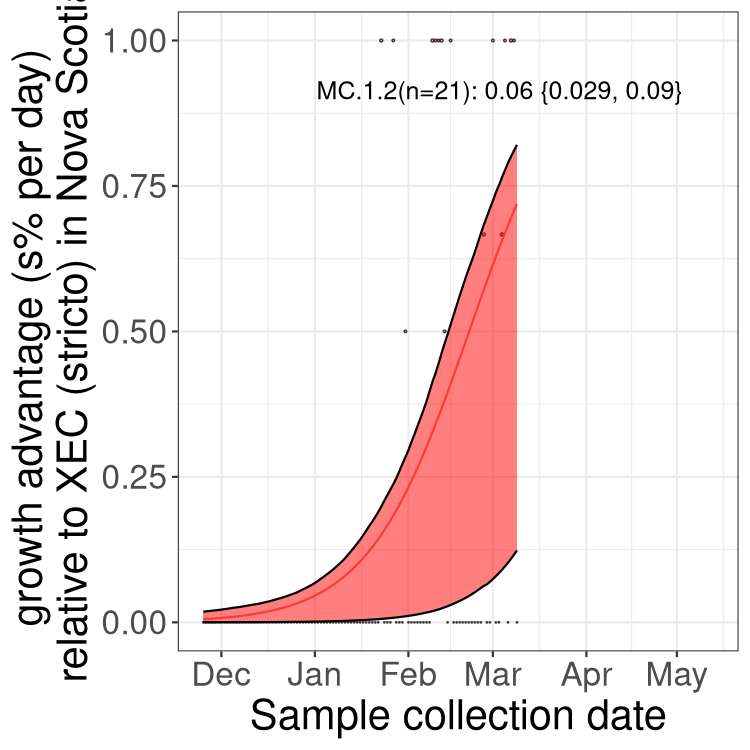 growth advantage (s% per day)
relative to XEC (stricto) in Nova Scotia
1.00
0.75
0.50
0.25
0.00
MC.1.2(n=21): 0.06 {0.029, 0.09}
Dec Jan Feb Mar Apr May
Sample collection date